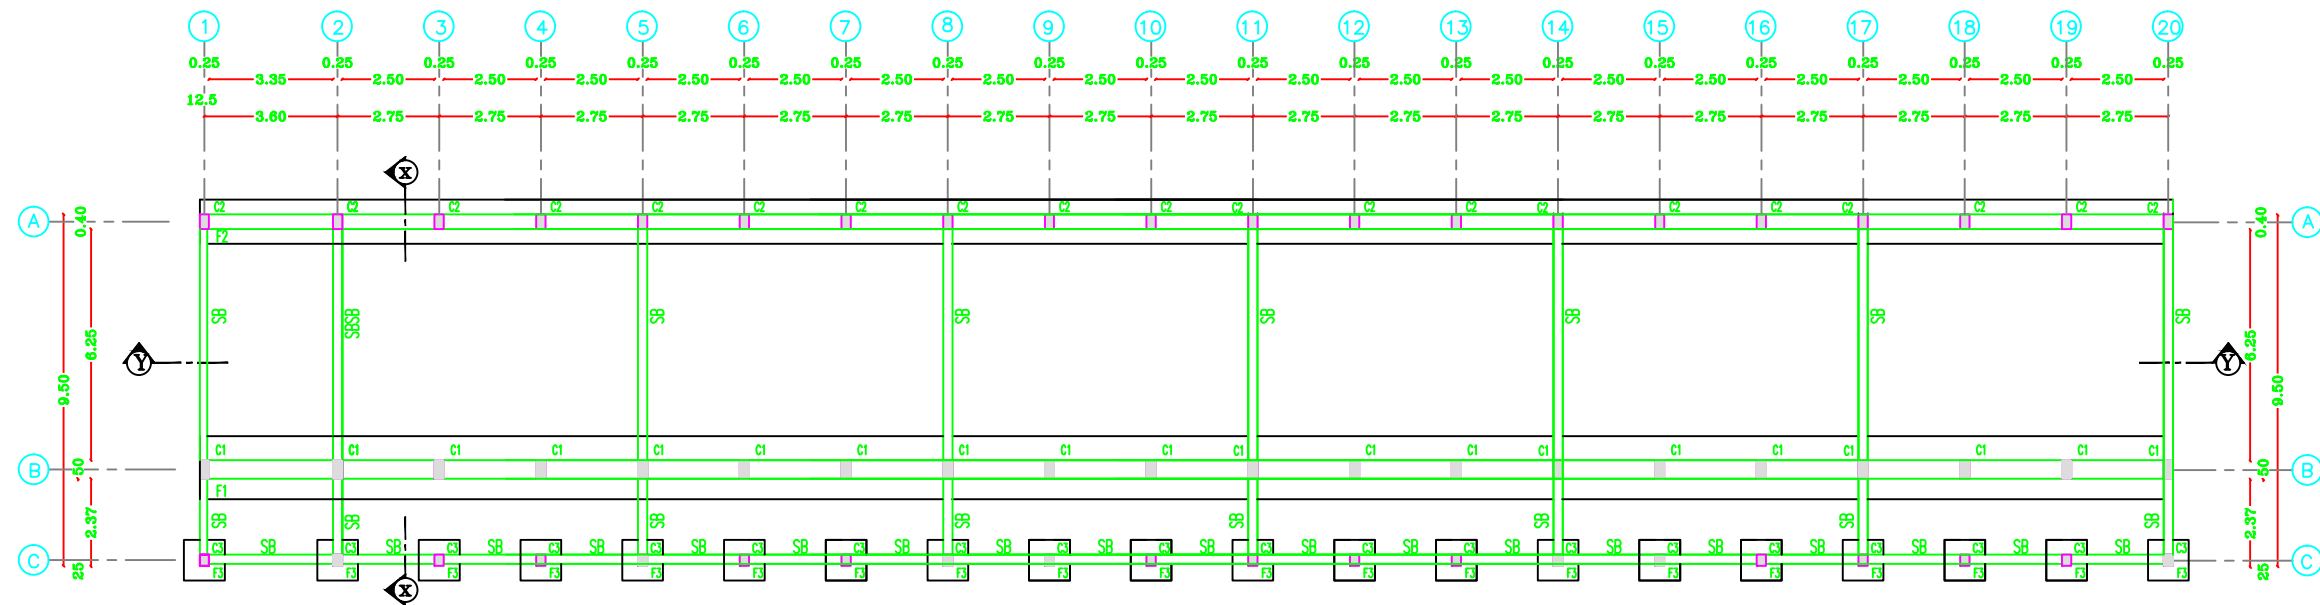 1 2 3 4 5 6 7 8 9 10 11 12 13 14 15 16 17 18 19 20
0.25 0.25 0.25 0.25 0.25 0.25 0.25 0.25 0.25 0.25 0.25 0.25 0.25 0.25 0.25 0.25 0.25 0.25 0.25 0.25
3.35 2.50 2.50 2.50 2.50 2.50 2.50 2.50 2.50 2.50 2.50 2.50 2.50 2.50 2.50 2.50 2.50 2.50 2.50
12.5
3.60 2.75 2.75 2.75 2.75 2.75 2.75 2.75 2.75 2.75 2.75 2.75 2.75 2.75 2.75 2.75 2.75 2.75 2.75
X
C2 C2 C2 C2 C2 C2 C2 C2 C2 C2 C2 C2 C2 C2 C2 C2 C2 C2 C2 C2
A 0.40 0.40 A
F2
SB SBSB SB SB SB SB SB SB
Y 6.25 6.25 Y
9.50 9.50
C1 C1 C1 C1 C1 C1 C1 C1 C1 C1 C1 C1 C1 C1 C1 C1 C1 C1 C1 C1
B .50 .50 B
F1
2.37 SB SB SB SB SB SB SB SB 2.37
C3 C3 C3 C3 C3 C3 C3 C3 C3 C3 C3 C3 C3 C3 C3 C3 C3 C3 C3 C3
SB SB SB SB SB SB SB SB SB SB SB SB SB SB SB SB SB SB SB
C 25 25 C
F3 F3 F3 F3 F3 F3 F3 F3 F3 F3 F3 F3 F3 F3 F3 F3 F3 F3 F3 F3
X